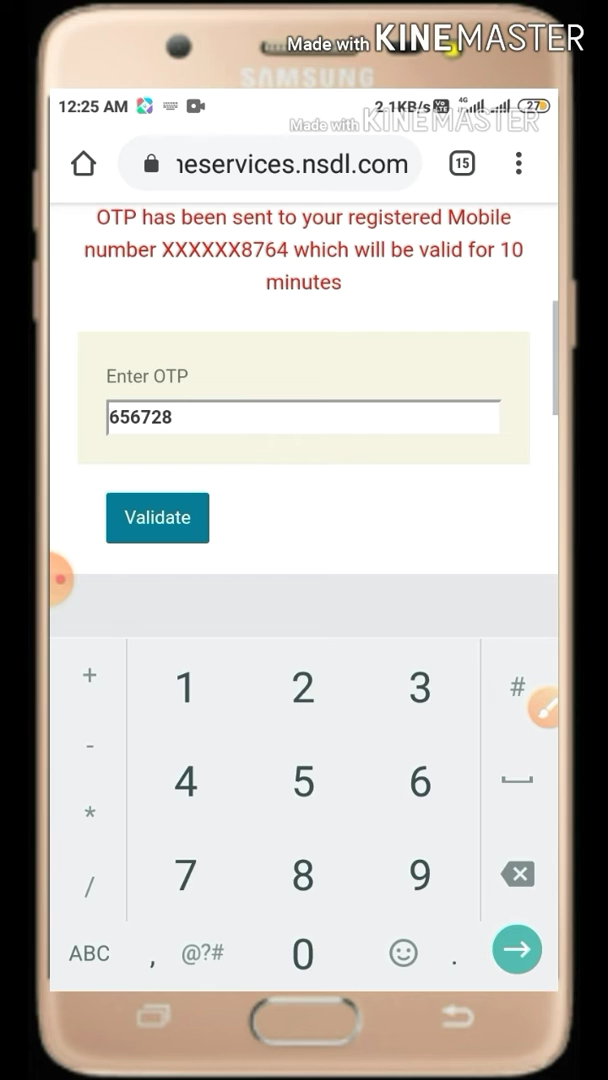 Made with KINEMASTER
SAMSUNG
12:25 AM 2.1KB/s 4G 27
Made with KINEMASTER
neservices.nsdl.com 15
OTP has been sent to your registered Mobile
number XXXXXX8764 which will be valid for 10
minutes
Enter OTP
656728
Validate
+ 1 2 3 #
- 4 5 6
* 7 8 9
/
ABC , @?# 0 .